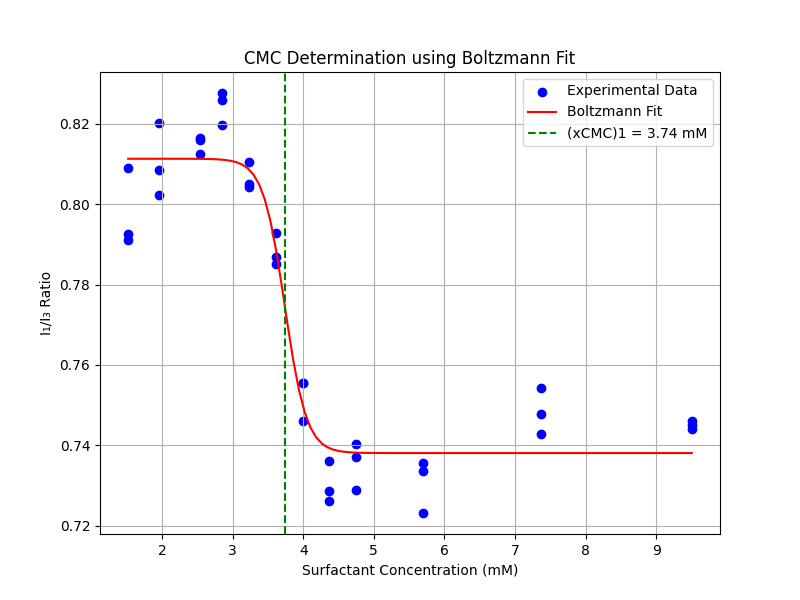 CMC Determination using Boltzmann Fit
Experimental Data
Boltzmann Fit
(xCMC)1 = 3.74 mM
I₁/I₃ Ratio
0.82
0.80
0.78
0.76
0.74
0.72
2 3 4 5 6 7 8 9
Surfactant Concentration (mM)